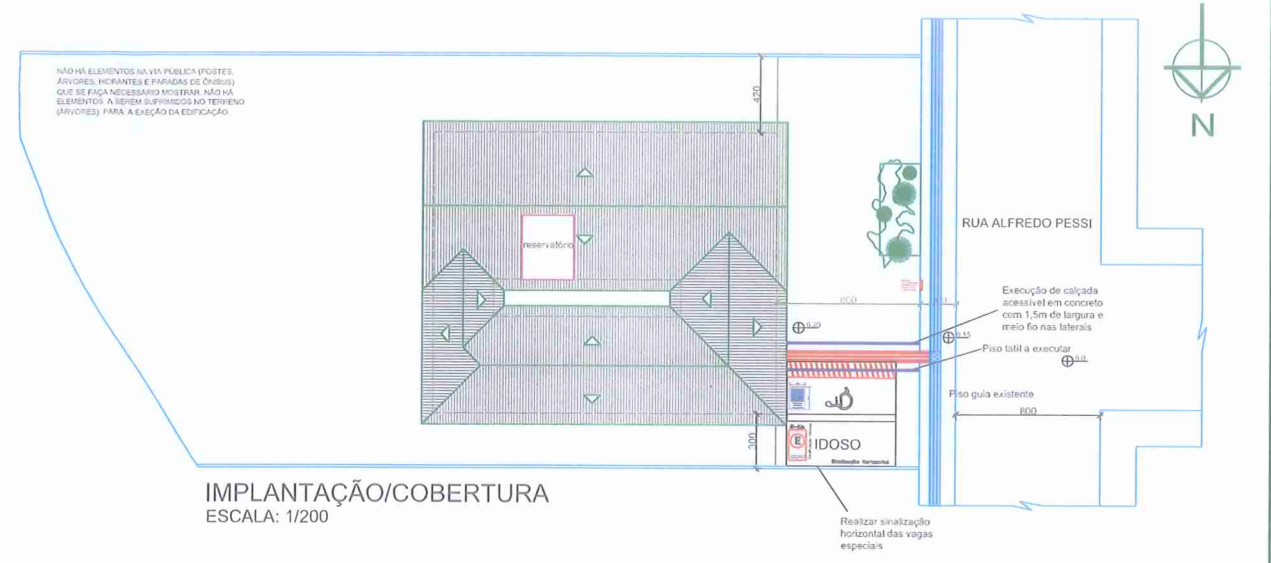 NÃO HÁ ELEMENTOS NA VIA PÚBLICA (POSTES,
ÁRVORES, HIDRANTES E PARADAS DE ÔNIBUS)
QUE SE FAÇA NECESSÁRIO MOSTRAR. NÃO HÁ
ELEMENTOS A SEREM SUPRIMIDOS NO TERRENO
(ÁRVORES) PARA A EXEÇÃO DA EDIFICAÇÃO
420
N
reservatório
RUA ALFREDO PESSI
600
Execução de calçada
acessível em concreto
com 1,5m de largura e
meio fio nas laterais
0.20
0.15
Piso tatil a executar
0.0
Piso guia existente
800
300
E
IDOSO
Sinalização Horizontal
IMPLANTAÇÃO/COBERTURA
ESCALA: 1/200
Realizar sinalização
horizontal das vagas
especiais